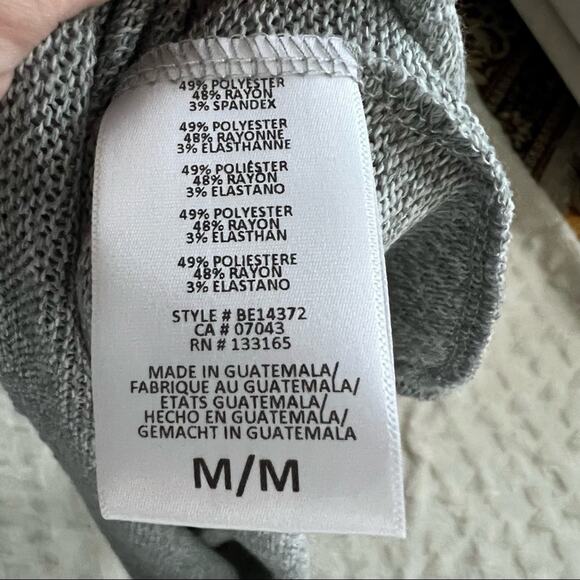 49% POLYESTER
48% RAYON
3% SPANDEX
49% POLYESTER
48% RAYONNE
3% ELASTHANNE
49% POLIÉSTER
48% RAYÓN
3% ELASTANO
49% POLYESTER
48% RAYON
3% ELASTHAN
49% POLIESTERE
48% RAYON
3% ELASTANO
STYLE # BE14372
CA # 07043
RN # 133165
MADE IN GUATEMALA/
FABRIQUE AU GUATEMALA/
ETATS GUATEMALA/
HECHO EN GUATEMALA/
GEMACHT IN GUATEMALA
M/M